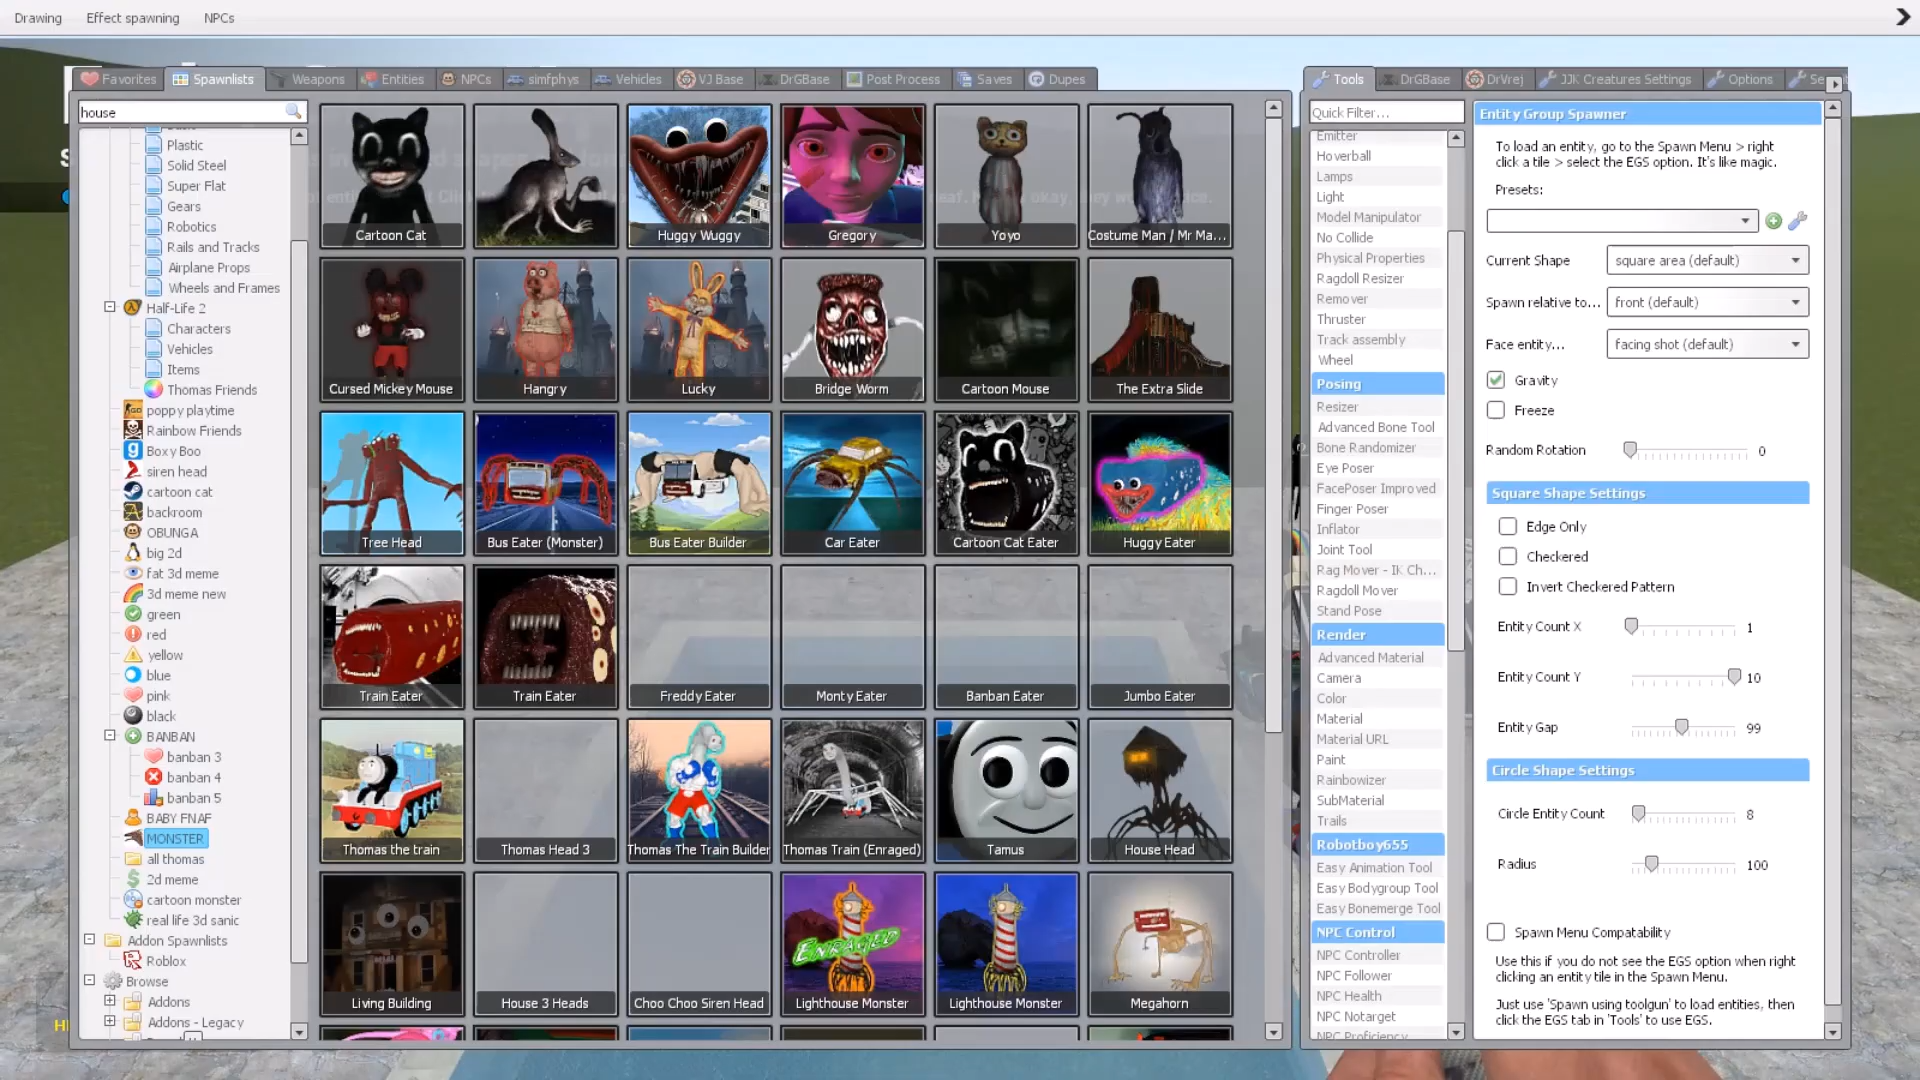 Drawing
Effect spawning
NPCs
Favorites
Spawnlists
Weapons
Entities
NPCs
simfphys
Vehicles
VJ Base
DrGBase
Post Process
Saves
Dupes
house
Plastic
Solid Steel
Super Flat
Gears
Robotics
Rails and Tracks
Airplane Props
Wheels and Frames
Half-Life 2
Characters
Vehicles
Items
Thomas Friends
poppy playtime
Rainbow Friends
Boxy Boo
siren head
cartoon cat
backroom
OBUNGA
big 2d
fat 3d meme
3d meme new
green
red
yellow
blue
pink
black
BANBAN
banban 3
banban 4
banban 5
BABY FNAF
MONSTER
all thomas
2d meme
cartoon monster
real life 3d sanic
Addon Spawnlists
Roblox
Browse
Addons
Addons - Legacy
Cartoon Cat
Huggy Wuggy
Gregory
Yoyo
Costume Man / Mr Ma...
Cursed Mickey Mouse
Hangry
Lucky
Bridge Worm
Cartoon Mouse
The Extra Slide
Tree Head
Bus Eater (Monster)
Bus Eater Builder
Car Eater
Cartoon Cat Eater
Huggy Eater
Train Eater
Train Eater
Freddy Eater
Monty Eater
Banban Eater
Jumbo Eater
Thomas the train
Thomas Head 3
Thomas The Train Builder
Thomas Train (Enraged)
Tamus
House Head
Living Building
House 3 Heads
Choo Choo Siren Head
ENRAGED
Lighthouse Monster
Lighthouse Monster
Megahorn
Tools
DrGBase
DrVrej
JJK Creatures Settings
Options
Se
Quick Filter...
Emitter
Hoverball
Lamps
Light
Model Manipulator
No Collide
Physical Properties
Ragdoll Resizer
Remover
Thruster
Track assembly
Wheel
Posing
Resizer
Advanced Bone Tool
Bone Randomizer
Eye Poser
FacePoser Improved
Finger Poser
Inflator
Joint Tool
Rag Mover - IK Ch...
Ragdoll Mover
Stand Pose
Render
Advanced Material
Camera
Color
Material
Material URL
Paint
Rainbowizer
SubMaterial
Trails
Robotboy655
Easy Animation Tool
Easy Bodygroup Tool
Easy Bonemerge Tool
NPC Control
NPC Controller
NPC Follower
NPC Health
NPC Notarget
NPC Proficiency
Entity Group Spawner
To load an entity, go to the Spawn Menu > right
click a tile > select the EGS option. It's like magic.
Presets:
Current Shape
square area (default)
Spawn relative to...
front (default)
Face entity...
facing shot (default)
Gravity
Freeze
Random Rotation
0
Square Shape Settings
Edge Only
Checkered
Invert Checkered Pattern
Entity Count X
1
Entity Count Y
10
Entity Gap
99
Circle Shape Settings
Circle Entity Count
8
Radius
100
Spawn Menu Compatability
Use this if you do not see the EGS option when right
clicking an entity tile in the Spawn Menu.
Just use 'Spawn using toolgun' to load entities, then
click the EGS tab in 'Tools' to use EGS.